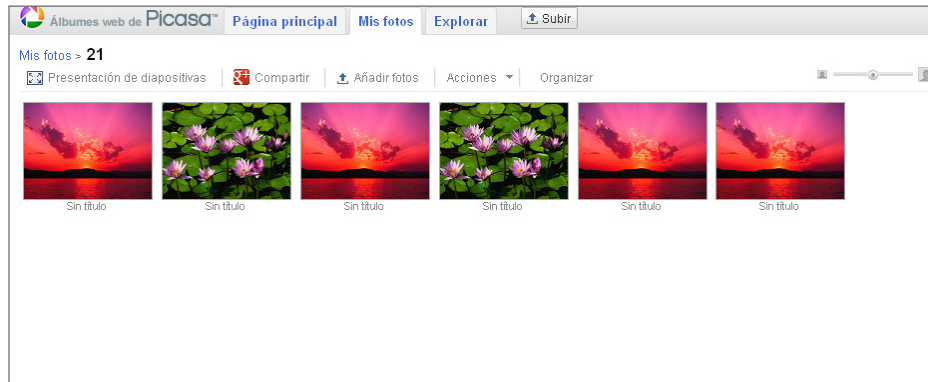 Álbumes web de Picasa™ Página principal Mis fotos Explorar Subir
Mis fotos > 21
Presentación de diapositivas Compartir Añadir fotos Acciones Organizar
Sin título Sin título Sin título Sin título Sin título Sin título